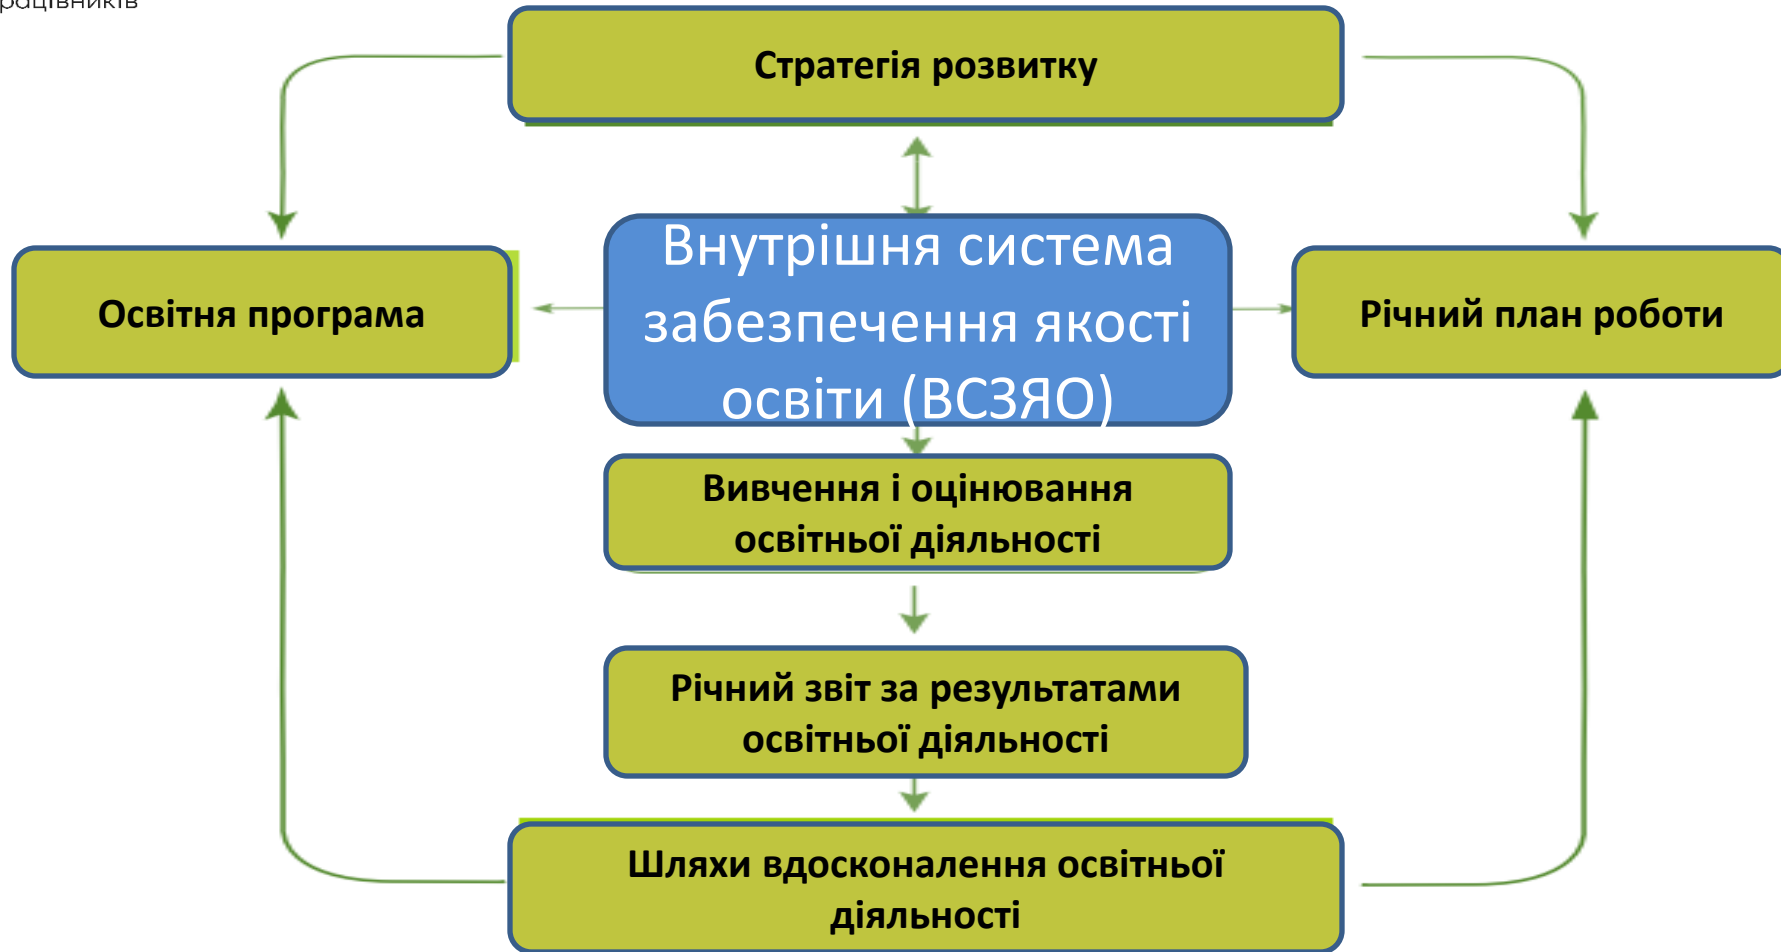 Стратегія розвитку
Внутрішня система
забезпечення якості
освіти (ВСЗЯО)
Освітня програма
Річний план роботи
Вивчення і оцінювання
освітньої діяльності
Річний звіт за результатами
освітньої діяльності
Шляхи вдосконалення освітньої
діяльності